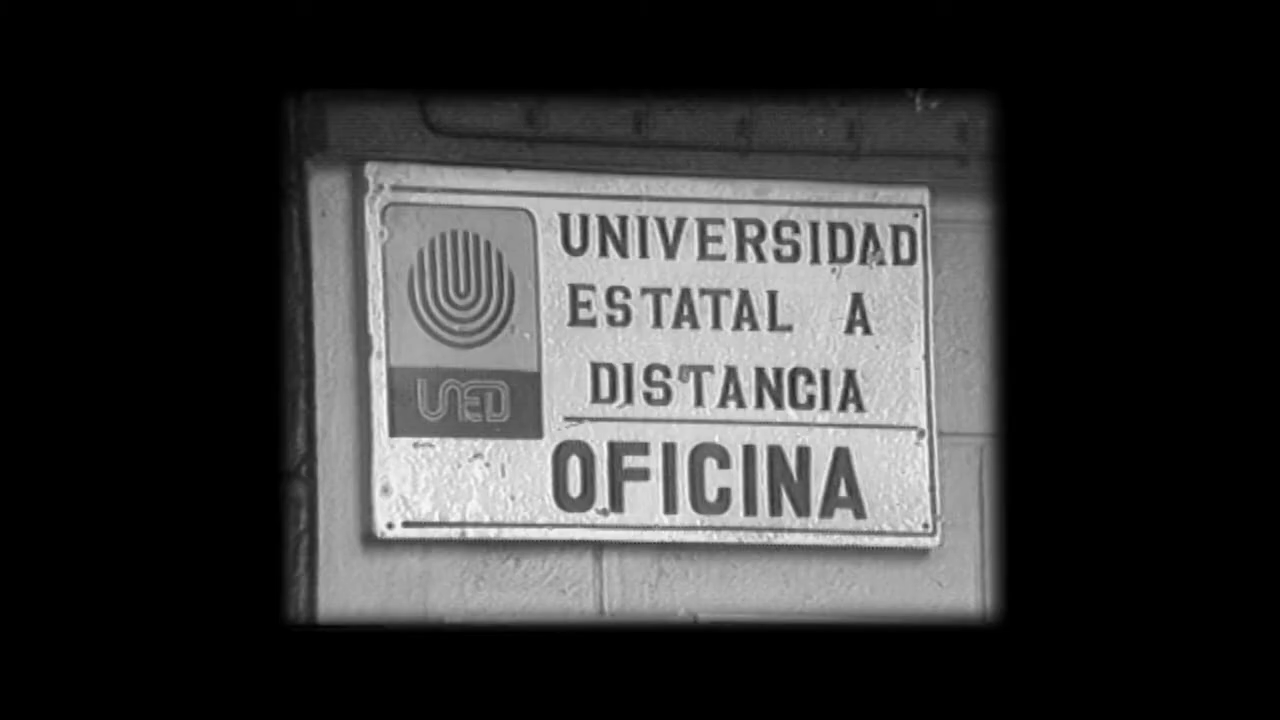 UNIVERSIDAD
ESTATAL A
DISTANCIA
UNED
OFICINA